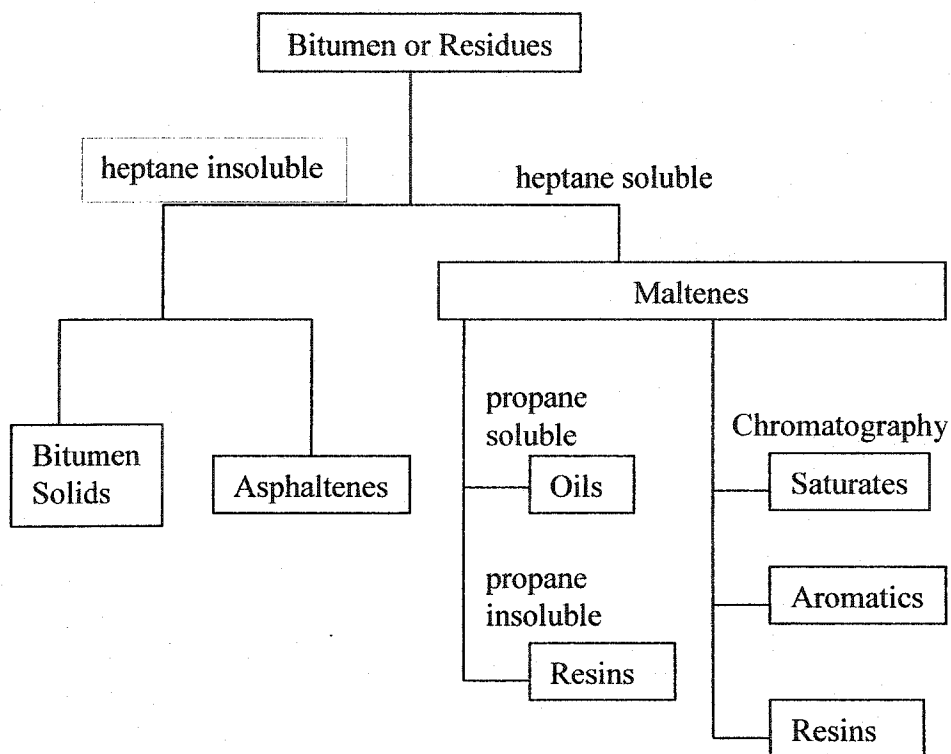 Bitumen or Residues
heptane insoluble
heptane soluble
Maltenes
propane
soluble
Chromatography
Bitumen
Solids
Asphaltenes
Oils
Saturates
propane
insoluble
Aromatics
Resins
Resins